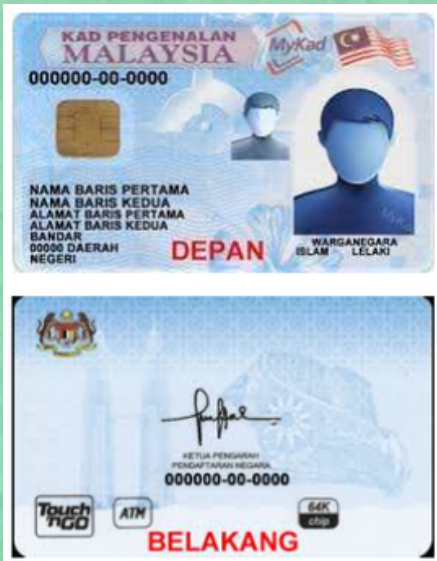 KAD PENGENALAN
MALAYSIA
MyKad
000000-00-0000
NAMA BARIS PERTAMA
NAMA BARIS KEDUA
ALAMAT BARIS PERTAMA
ALAMAT BARIS KEDUA
BANDAR
00000 DAERAH
NEGERI
DEPAN
WARGANEGARA
ISLAM LELAKI
KETUA PENGARAH
PENDAFTARAN NEGARA
000000-00-0000
Touch
'nGO
ATM
64K
chip
BELAKANG